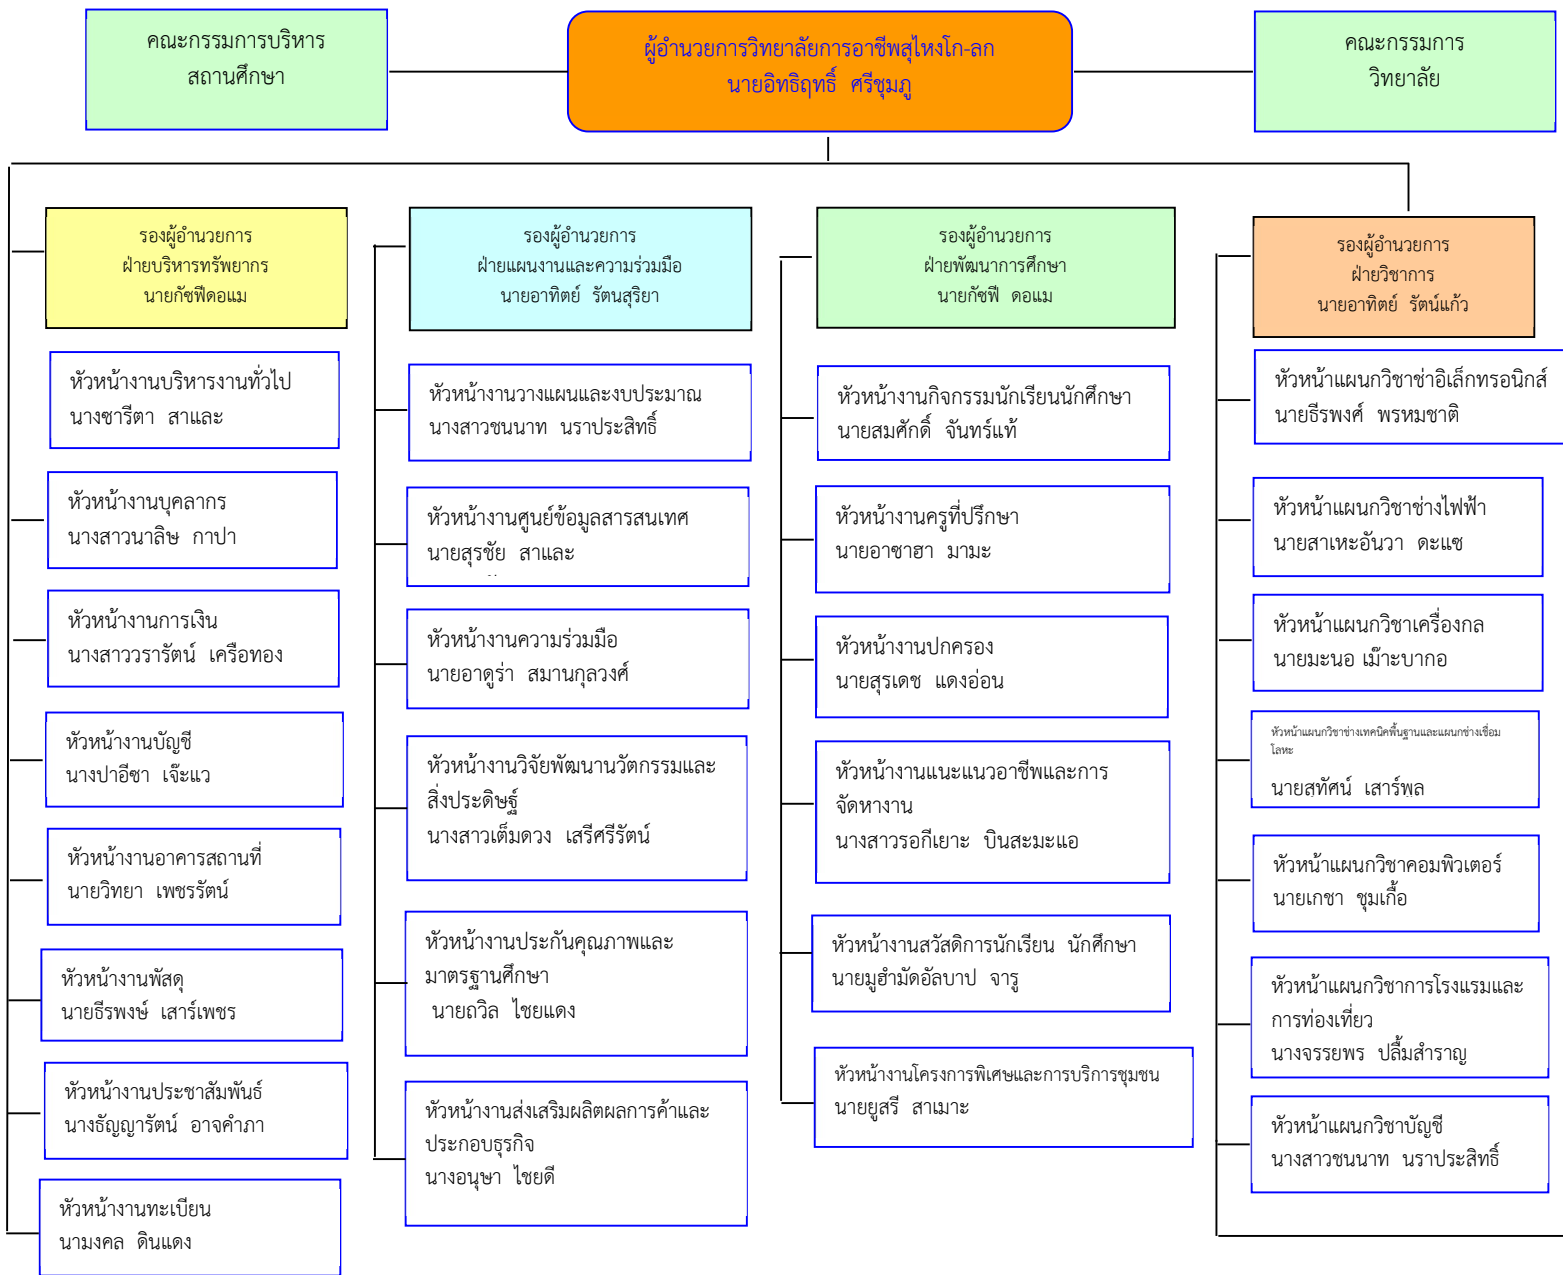 คณะกรรมการบริหาร
สถานศึกษา
ผู้อำนวยการวิทยาลัยการอาชีพสุไหงโก-ลก
นายอิทธิฤทธิ์ ศรีชุมภู
คณะกรรมการ
วิทยาลัย
รองผู้อำนวยการ
ฝ่ายบริหารทรัพยากร
นายกัซฟีดอแม
หัวหน้างานบริหารงานทั่วไป
นางซารีตา สาและ
หัวหน้างานบุคลากร
นางสาวนาลิษ กาปา
หัวหน้างานการเงิน
นางสาววรารัตน์ เครือทอง
หัวหน้างานบัญชี
นางปาอีซา เจ๊ะแว
หัวหน้างานอาคารสถานที่
นายวิทยา เพชรรัตน์
หัวหน้างานพัสดุ
นายธีรพงษ์ เสาร์เพชร
หัวหน้างานประชาสัมพันธ์
นางธัญญารัตน์ อาจคำภา
หัวหน้างานทะเบียน
นามงคล ดินแดง
รองผู้อำนวยการ
ฝ่ายแผนงานและความร่วมมือ
นายอาทิตย์ รัตนสุริยา
หัวหน้างานวางแผนและงบประมาณ
นางสาวชนนาท นราประสิทธิ์
หัวหน้างานศูนย์ข้อมูลสารสนเทศ
นายสุรชัย สาและ
หัวหน้างานความร่วมมือ
นายอาดูร่า สมานกุลวงศ์
หัวหน้างานวิจัยพัฒนานวัตกรรมและ
สิ่งประดิษฐ์
นางสาวเต็มดวง เสรีศรีรัตน์
หัวหน้างานประกันคุณภาพและ
มาตรฐานศึกษา
นายถวิล ไชยแดง
หัวหน้างานส่งเสริมผลิตผลการค้าและ
ประกอบธุรกิจ
นางอนุษา ไชยดี
รองผู้อำนวยการ
ฝ่ายพัฒนาการศึกษา
นายกัซฟี ดอแม
หัวหน้างานกิจกรรมนักเรียนนักศึกษา
นายสมศักดิ์ จันทร์แท้
หัวหน้างานครูที่ปรึกษา
นายอาซาฮา มามะ
หัวหน้างานปกครอง
นายสุรเดช แดงอ่อน
หัวหน้างานแนะแนวอาชีพและการ
จัดหางาน
นางสาวรอกีเยาะ บินสะมะแอ
หัวหน้างานสวัสดิการนักเรียน นักศึกษา
นายมูฮำมัดอัลบาป จารู
หัวหน้างานโครงการพิเศษและการบริการชุมชน
นายยูสรี สาเมาะ
รองผู้อำนวยการ
ฝ่ายวิชาการ
นายอาทิตย์ รัตน์แก้ว
หัวหน้าแผนกวิชาช่าอิเล็กทรอนิกส์
นายธีรพงศ์ พรหมชาติ
หัวหน้าแผนกวิชาช่างไฟฟ้า
นายสาเหะอันวา ดะแซ
หัวหน้าแผนกวิชาเครื่องกล
นายมะนอ เม๊าะบากอ
หัวหน้าแผนกวิชาช่างเทคนิคพื้นฐานและแผนกช่างเชื่อม
โลหะ
นายสุทัศน์ เสาร์พูล
หัวหน้าแผนกวิชาคอมพิวเตอร์
นายเกชา ชุมเกื้อ
หัวหน้าแผนกวิชาการโรงแรมและ
การท่องเที่ยว
นางจรรยพร ปลื้มสำราญ
หัวหน้าแผนกวิชาบัญชี
นางสาวชนนาท นราประสิทธิ์